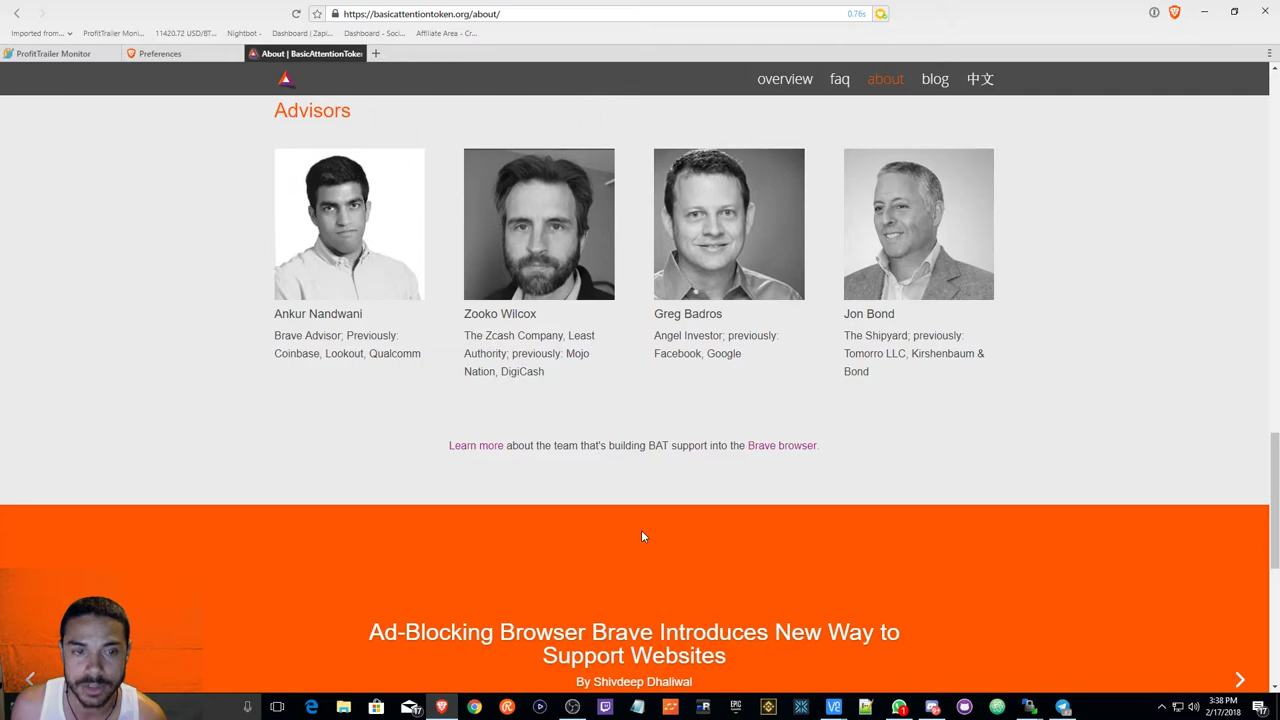 https://basicattentiontoken.org/about/
0.76s
Imported from...
ProfitTrailer Moni...
11420.72 USD/BT...
Nightbot -
Dashboard | Zapi...
Dashboard - Soci...
Affiliate Area - Cr...
ProfitTrailer Monitor
Preferences
About | BasicAttentionToke
overview
faq
about
blog
中文
Advisors
Ankur Nandwani
Brave Advisor; Previously:
Coinbase, Lookout, Qualcomm
Zooko Wilcox
The Zcash Company, Least
Authority; previously: Mojo
Nation, DigiCash
Greg Badros
Angel Investor; previously:
Facebook, Google
Jon Bond
The Shipyard; previously:
Tomorro LLC, Kirshenbaum &
Bond
Learn more about the team that's building BAT support into the Brave browser.
Ad-Blocking Browser Brave Introduces New Way to
Support Websites
By Shivdeep Dhaliwal
EPIC
3:38 PM
2/17/2018